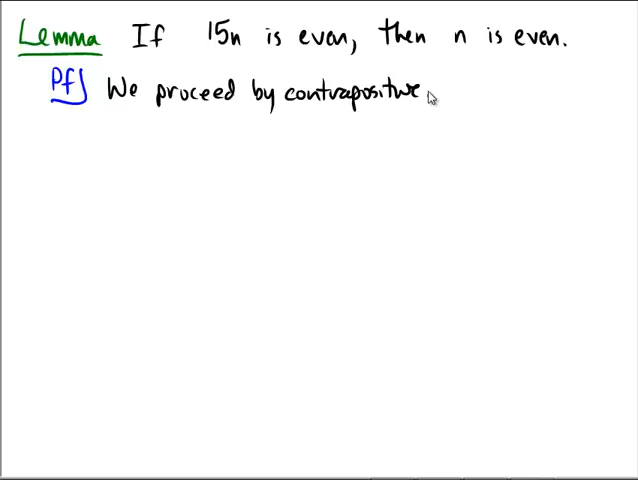 Lemma If 15n is even, then n is even.
Pf) We proceed by contrapositive